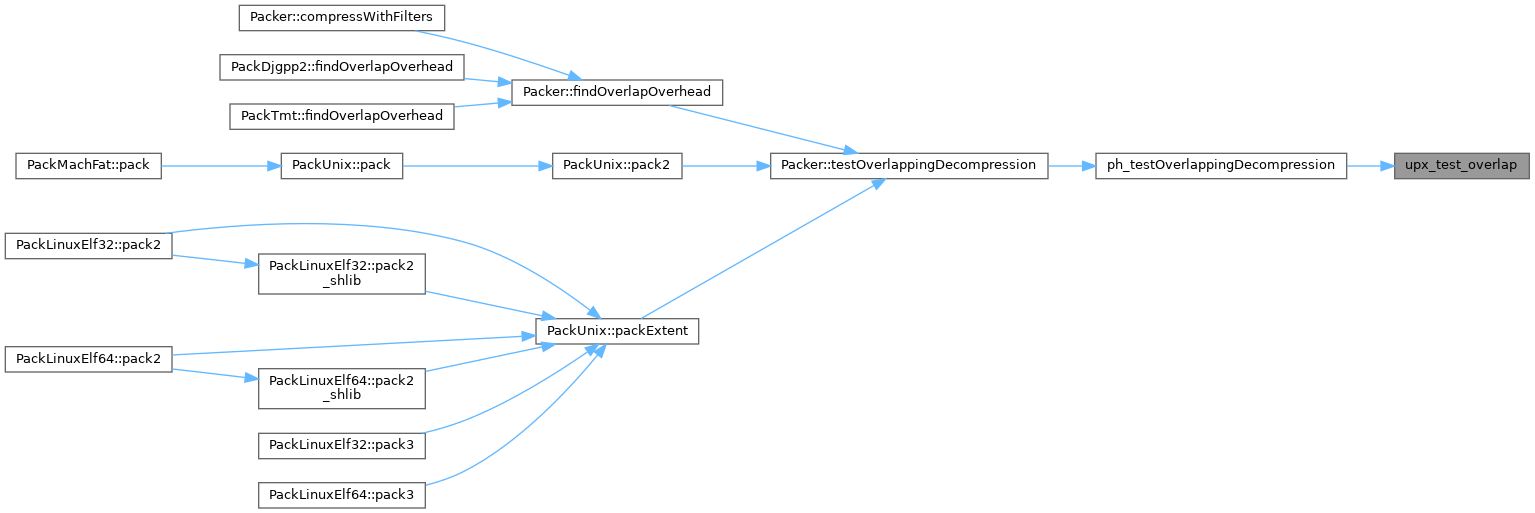 Packer::compressWithFilters
PackDjgpp2::findOverlapOverhead
Packer::findOverlapOverhead
PackTmt::findOverlapOverhead
PackMachFat::pack
PackUnix::pack
PackUnix::pack2
Packer::testOverlappingDecompression
ph_testOverlappingDecompression
upx_test_overlap
PackLinuxElf32::pack2
PackLinuxElf32::pack2
_shlib
PackUnix::packExtent
PackLinuxElf64::pack2
PackLinuxElf64::pack2
_shlib
PackLinuxElf32::pack3
PackLinuxElf64::pack3